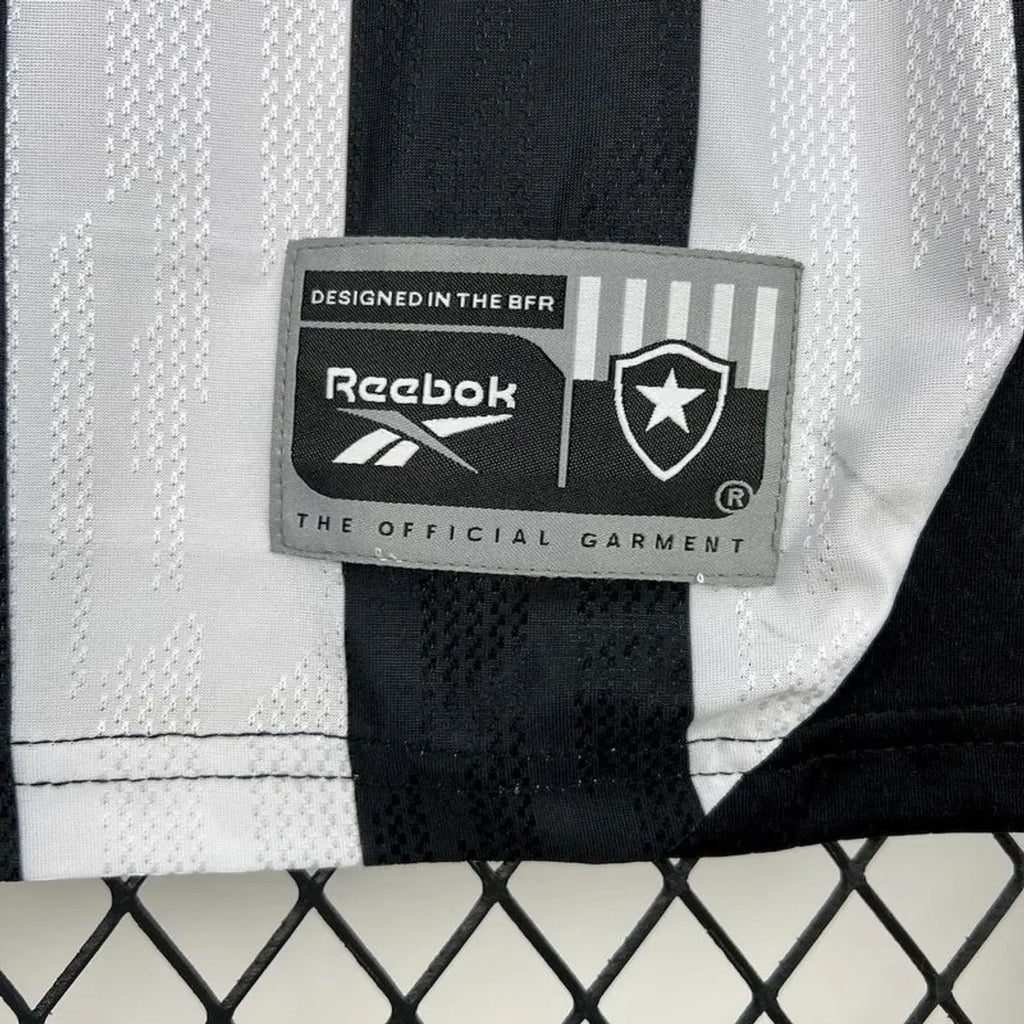 DESIGNED IN THE BFR
Reebok
®
THE OFFICIAL GARMENT